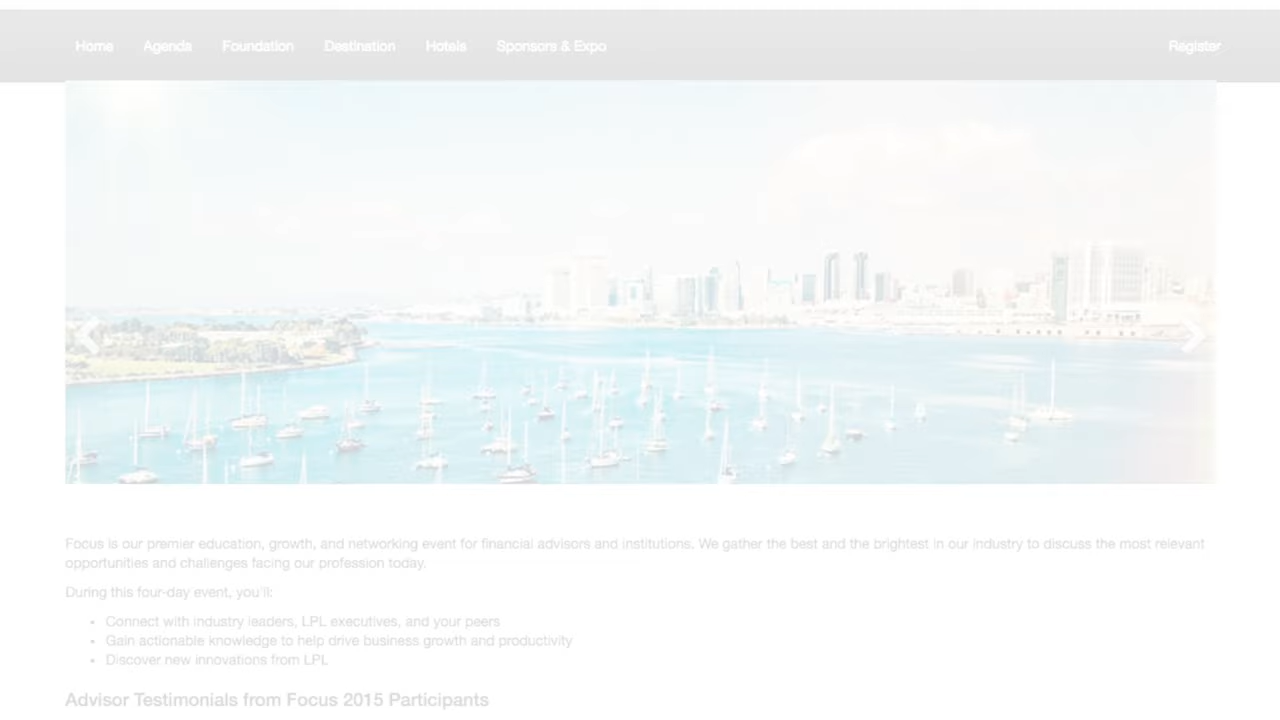 Home Agenda Foundation Destination Hotels Sponsors & Expo Register
Focus is our premier education, growth, and networking event for financial advisors and institutions. We gather the best and the brightest in our industry to discuss the most relevant
opportunities and challenges facing our profession today.
During this four-day event, you'll:
• Connect with industry leaders, LPL executives, and your peers
• Gain actionable knowledge to help drive business growth and productivity
• Discover new innovations from LPL
Advisor Testimonials from Focus 2015 Participants